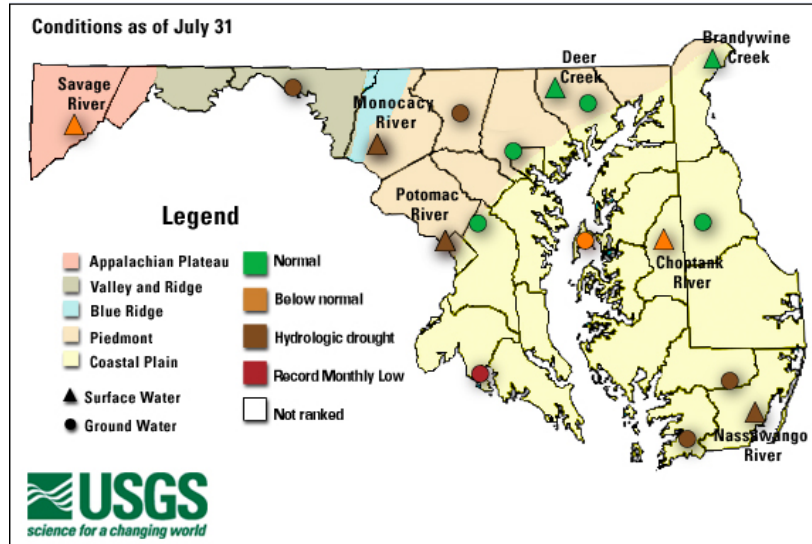 Conditions as of July 31
Brandywine
Creek
Deer
Creek
Savage
River
Monocacy
River
Potomac
River
Choptank
River
Nassawango
River
Legend
Appalachian Plateau
Valley and Ridge
Blue Ridge
Piedmont
Coastal Plain
Surface Water
Ground Water
Normal
Below normal
Hydrologic drought
Record Monthly Low
Not ranked
USGS
science for a changing world